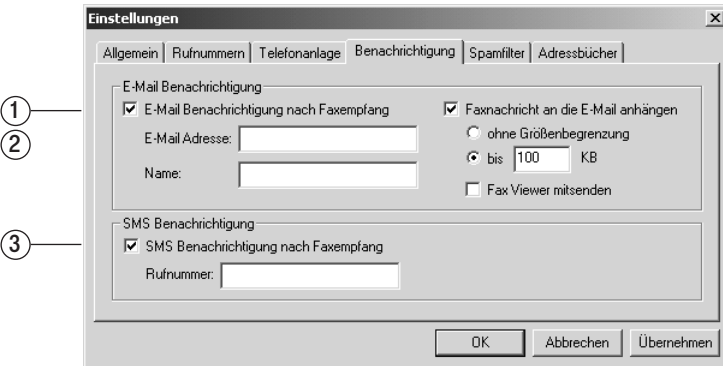 Einstellungen
Allgemein Rufnummern Telefonanlage Benachrichtigung Spamfilter Adressbücher
E-Mail Benachrichtigung
1 E-Mail Benachrichtigung nach Faxempfang Faxnachricht an die E-Mail anhängen
2 E-Mail Adresse: ohne Größenbegrenzung
bis 100 KB
Name:
Fax Viewer mitsenden
SMS Benachrichtigung
3 SMS Benachrichtigung nach Faxempfang
Rufnummer:
OK Abbrechen Übernehmen